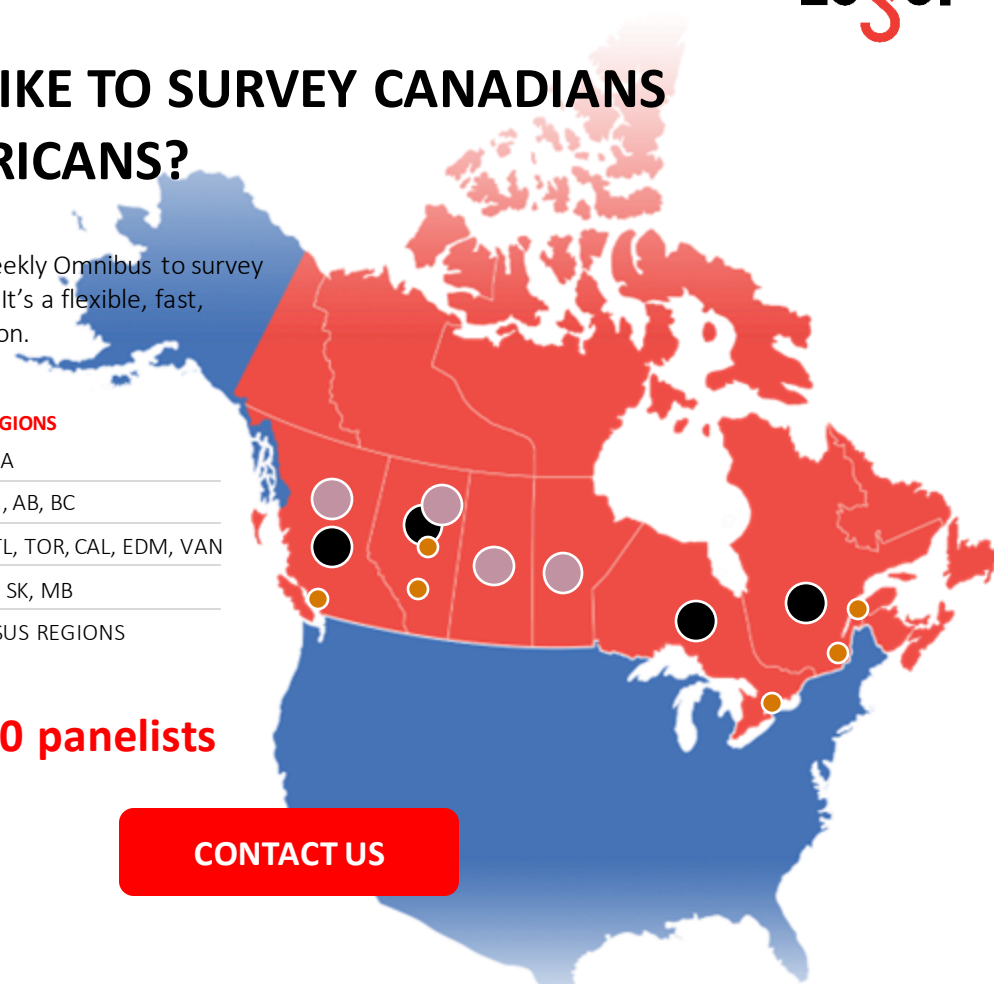 IKE TO SURVEY CANADIANS
RICANS?
eekly Omnibus to survey
It’s a flexible, fast,
on.
GIONS
A
, AB, BC
TL, TOR, CAL, EDM, VAN
SK, MB
SUS REGIONS
0 panelists
CONTACT US